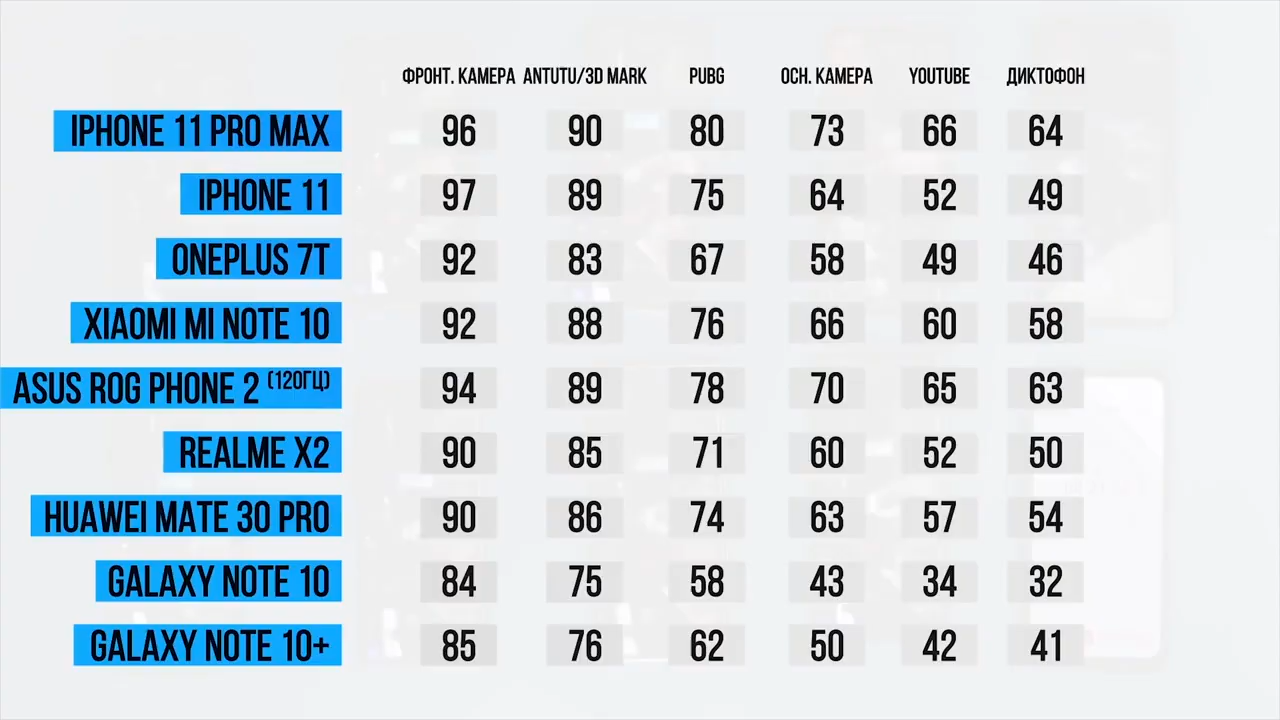 ФРОНТ. КАМЕРА ANTUTU/3D MARK PUBG ОСН. КАМЕРА YOUTUBE ДИКТОФОН
IPHONE 11 PRO MAX 96 90 80 73 66 64
IPHONE 11 97 89 75 64 52 49
ONEPLUS 7T 92 83 67 58 49 46
XIAOMI MI NOTE 10 92 88 76 66 60 58
ASUS ROG PHONE 2 (120ГЦ) 94 89 78 70 65 63
REALME X2 90 85 71 60 52 50
HUAWEI MATE 30 PRO 90 86 74 63 57 54
GALAXY NOTE 10 84 75 58 43 34 32
GALAXY NOTE 10+ 85 76 62 50 42 41